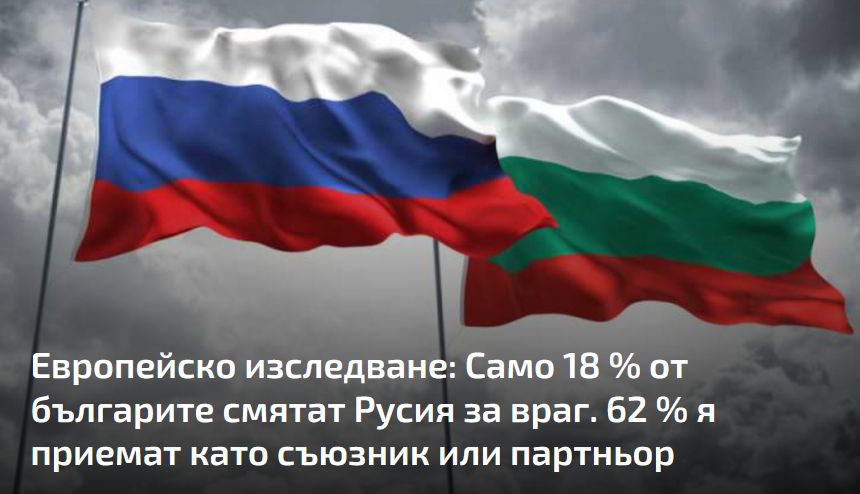 Европейско изследване: Само 18 % от
българите смятат Русия за враг. 62 % я
приемат като съюзник или партньор